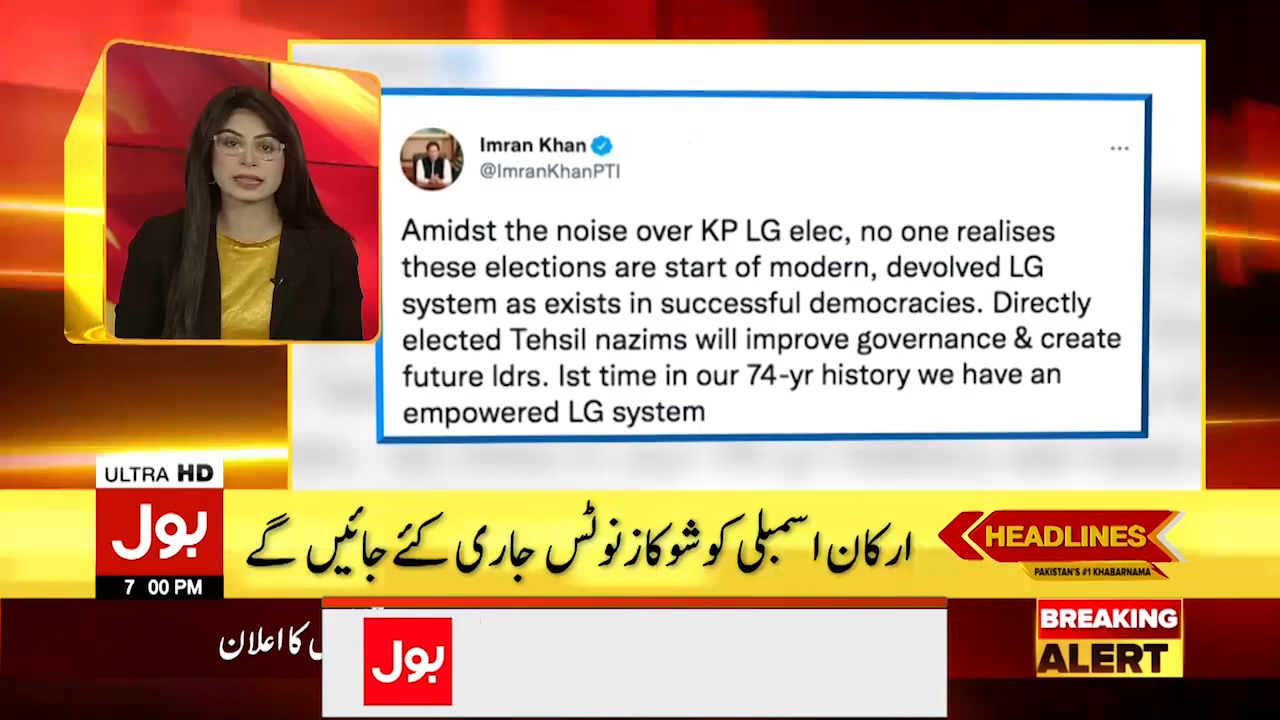 Imran Khan
@ImranKhanPTI
Amidst the noise over KP LG elec, no one realises
these elections are start of modern, devolved LG
system as exists in successful democracies. Directly
elected Tehsil nazims will improve governance & create
future ldrs. Ist time in our 74-yr history we have an
empowered LG system
ULTRA HD
بول
7 00 PM
ارکان اسمبلی کو شوکاز نوٹس جاری کئے جائیں گے
HEADLINES
PAKISTAN'S #1 KHABARNAMA
کا اعلان
بول
BREAKING
ALERT